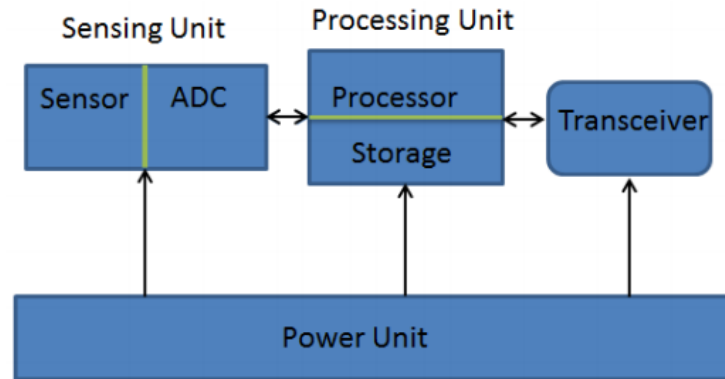 Sensing Unit
Processing Unit
Sensor
ADC
Processor
Storage
Transceiver
Power Unit